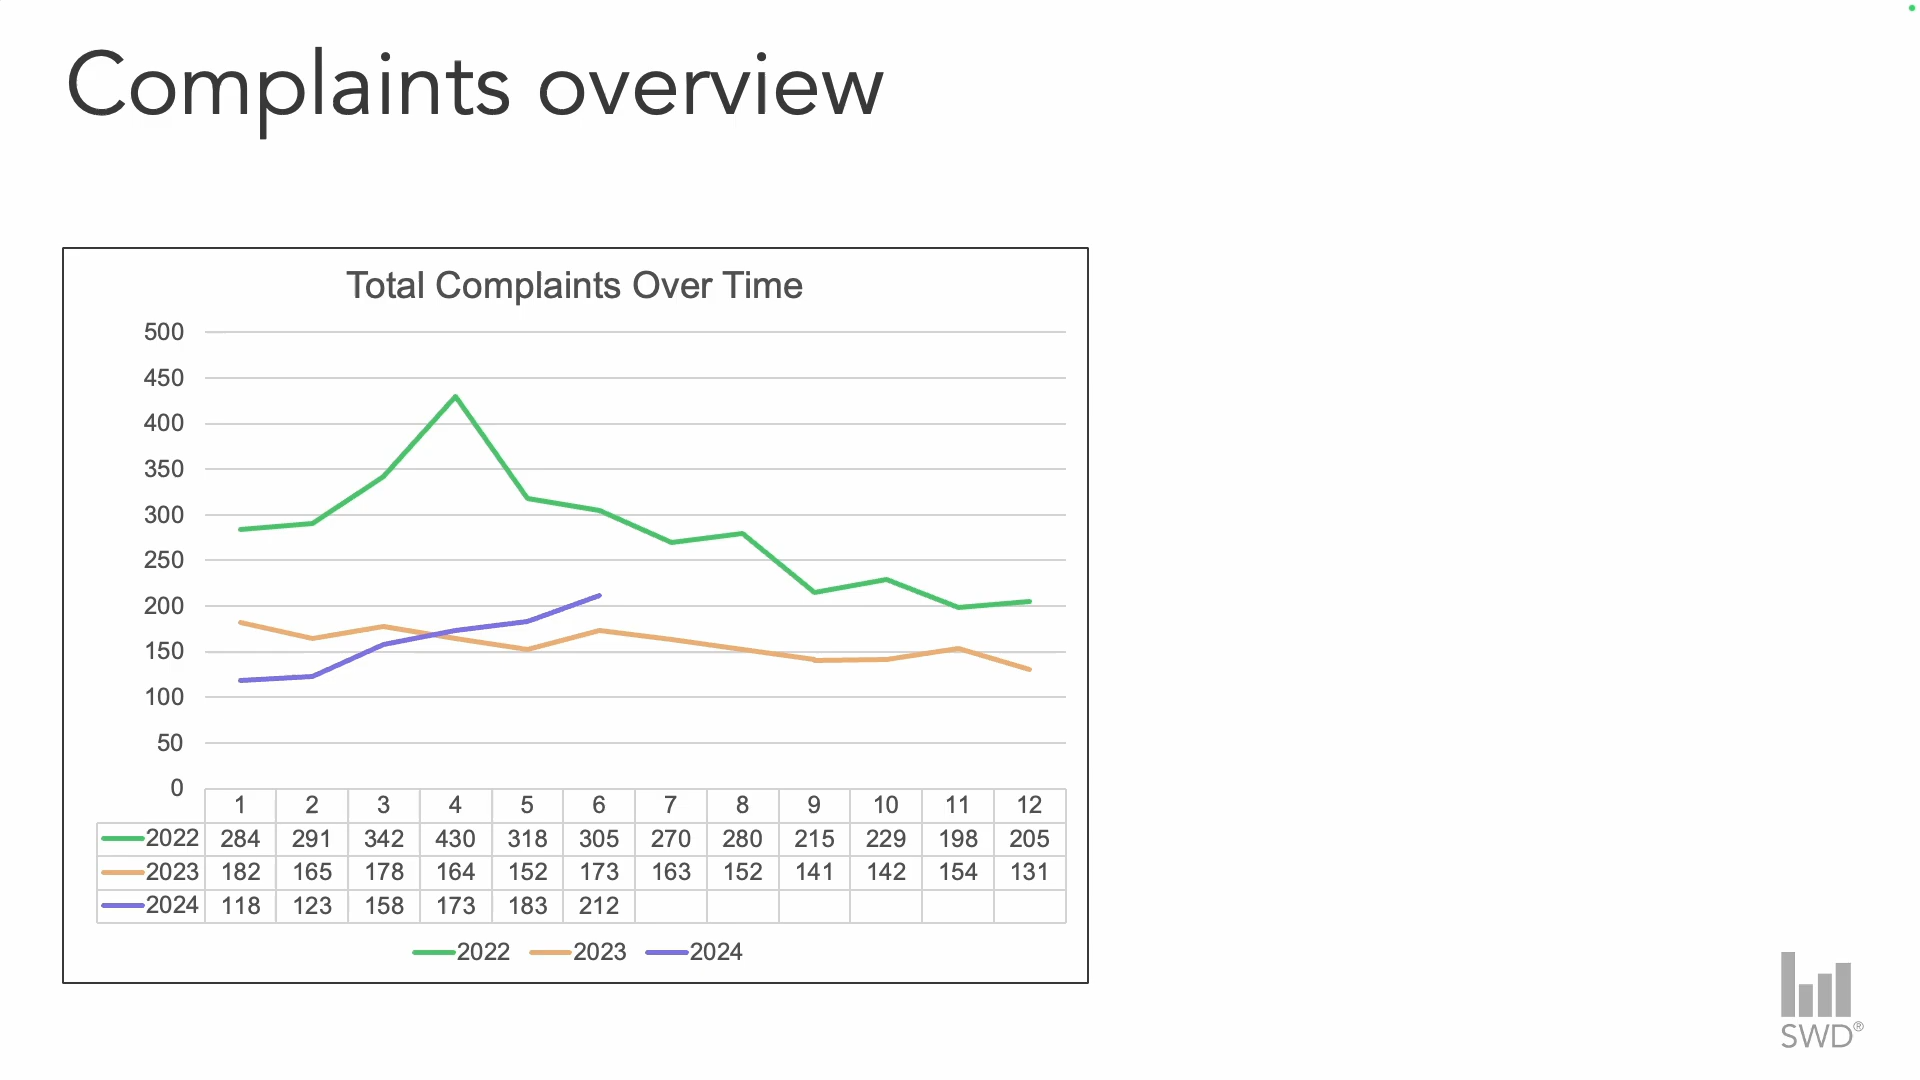 Complaints overview
Total Complaints Over Time
500
450
400
350
300
250
200
150
100
50
0
1 2 3 4 5 6 7 8 9 10 11 12
2022 284 291 342 430 318 305 270 280 215 229 198 205
2023 182 165 178 164 152 173 163 152 141 142 154 131
2024 118 123 158 173 183 212
2022 2023 2024
SWD®